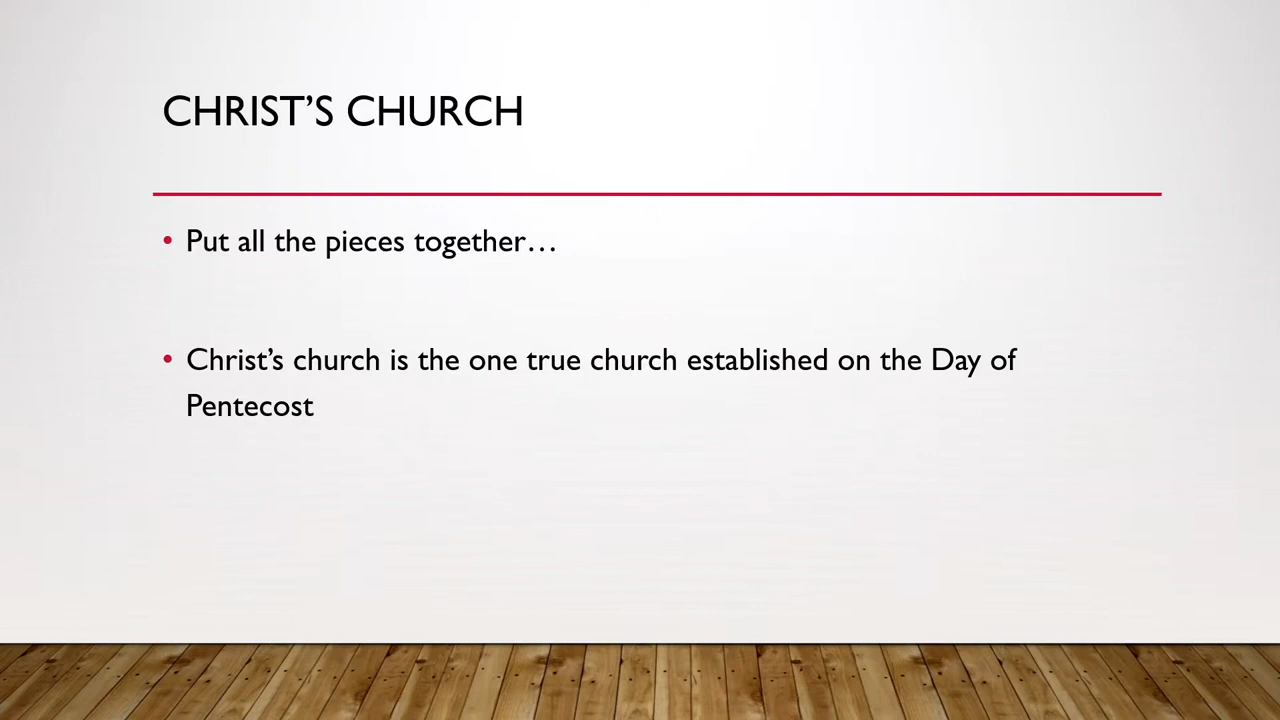 CHRIST’S CHURCH
• Put all the pieces together…
• Christ’s church is the one true church established on the Day of
Pentecost